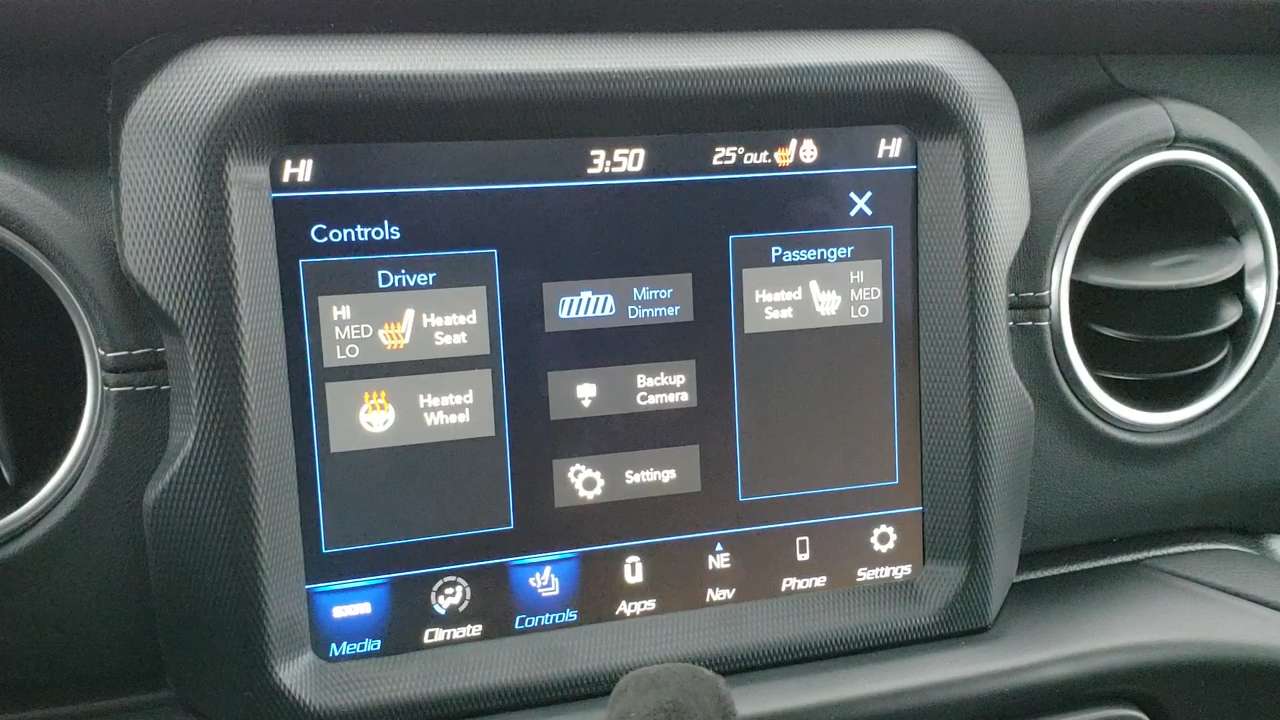 HI 3:50 25° out. HI
Controls
Driver
HI
MED
LO
Heated
Seat
Heated
Wheel
Mirror
Dimmer
Backup
Camera
Settings
Passenger
Heated
Seat
HI
MED
LO
Media
Climate
Controls
Apps
NE
Nav
Phone
Settings